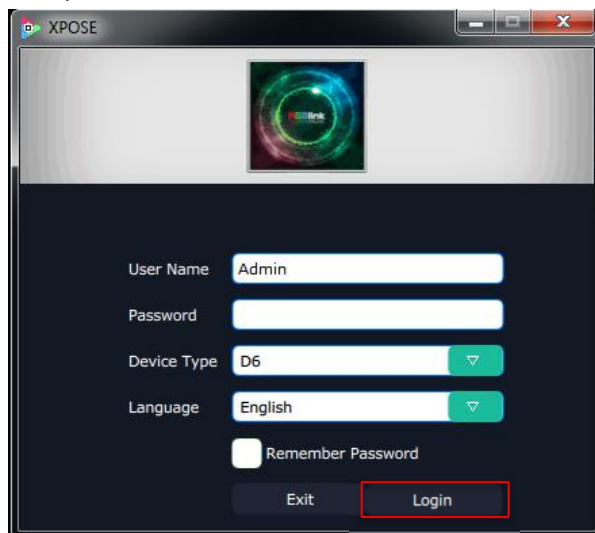 XPOSE
RGBlink
User Name Admin
Password
Device Type D6
Language English
Remember Password
Exit Login